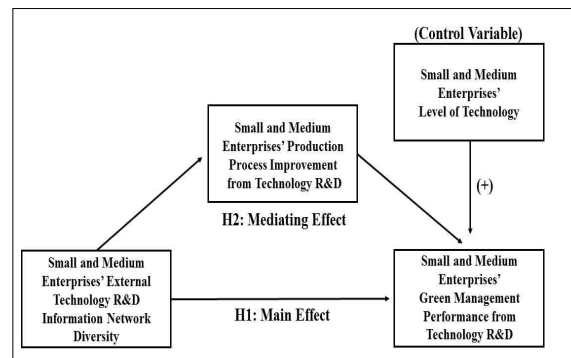 (Control Variable)
Small and Medium
Enterprises'
Level of Technology
Small and Medium
Enterprises' Production
Process Improvement
from Technology R&D
(+)
H2: Mediating Effect
Small and Medium
Enterprises' External
Technology R&D
Information Network
Diversity
H1: Main Effect
Small and Medium
Enterprises'
Green Management
Performance from
Technology R&D